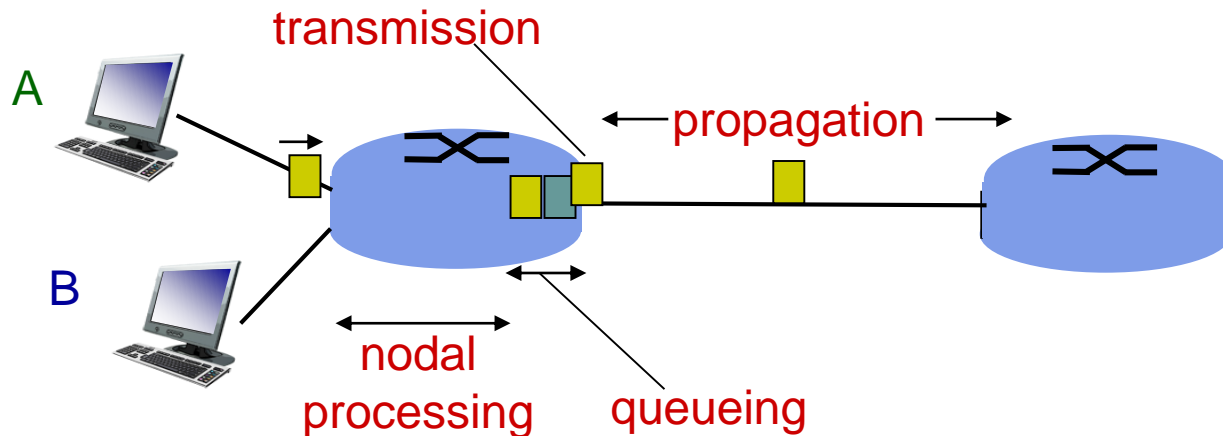 transmission
A
propagation
B
nodal
processing
queueing